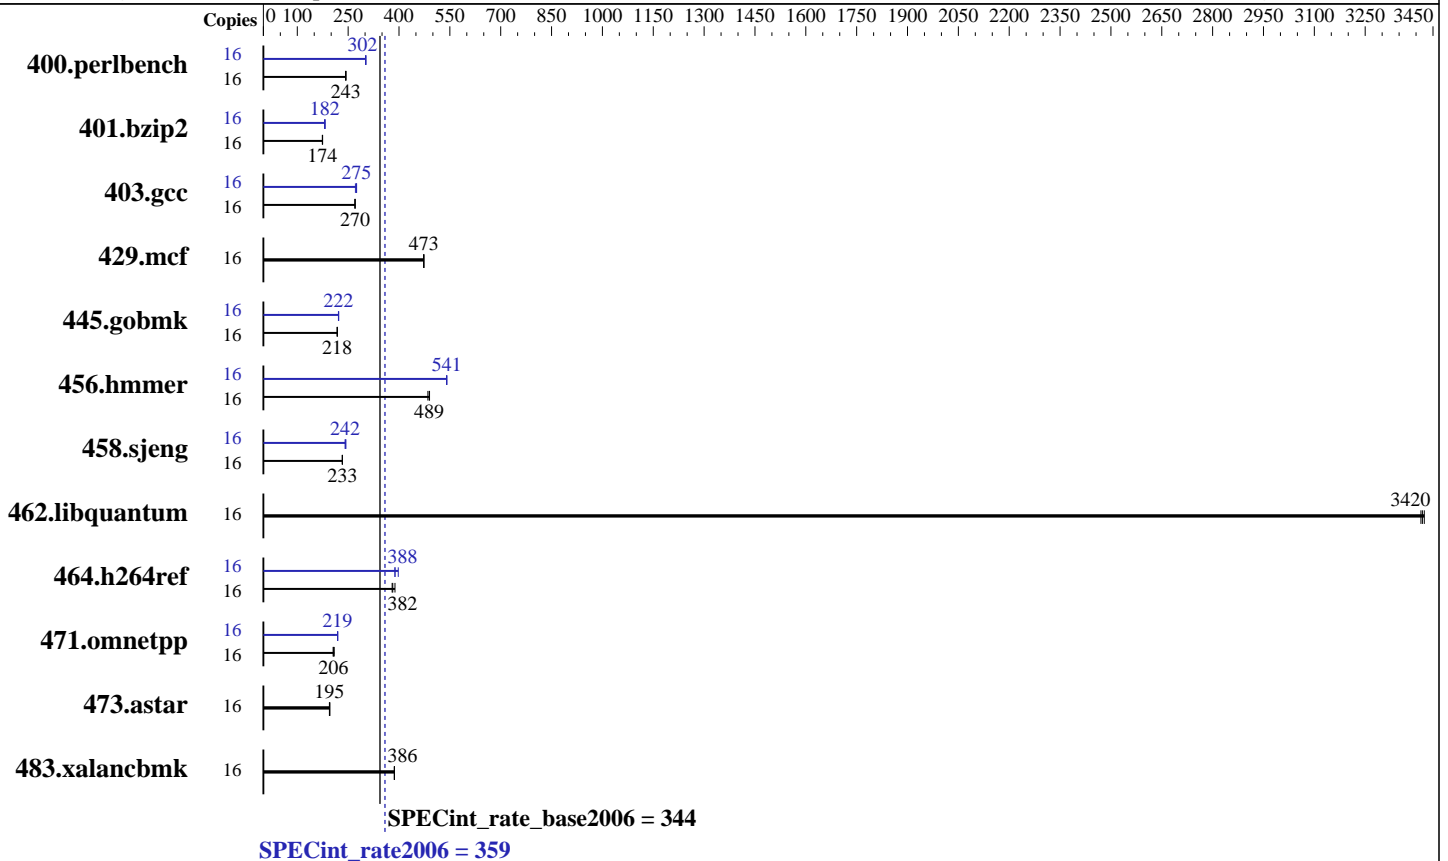 Copies 0 100 250 400 550 700 850 1000 1150 1300 1450 1600 1750 1900 2050 2200 2350 2500 2650 2800 2950 3100 3250 3450
400.perlbench 16 302
16 243
401.bzip2 16 182
16 174
403.gcc 16 275
16 270
429.mcf 16 473
445.gobmk 16 222
16 218
456.hmmer 16 541
16 489
458.sjeng 16 242
16 233
462.libquantum 16 3420
464.h264ref 16 388
16 382
471.omnetpp 16 219
16 206
473.astar 16 195
483.xalancbmk 16 386
SPECint_rate_base2006 = 344
SPECint_rate2006 = 359